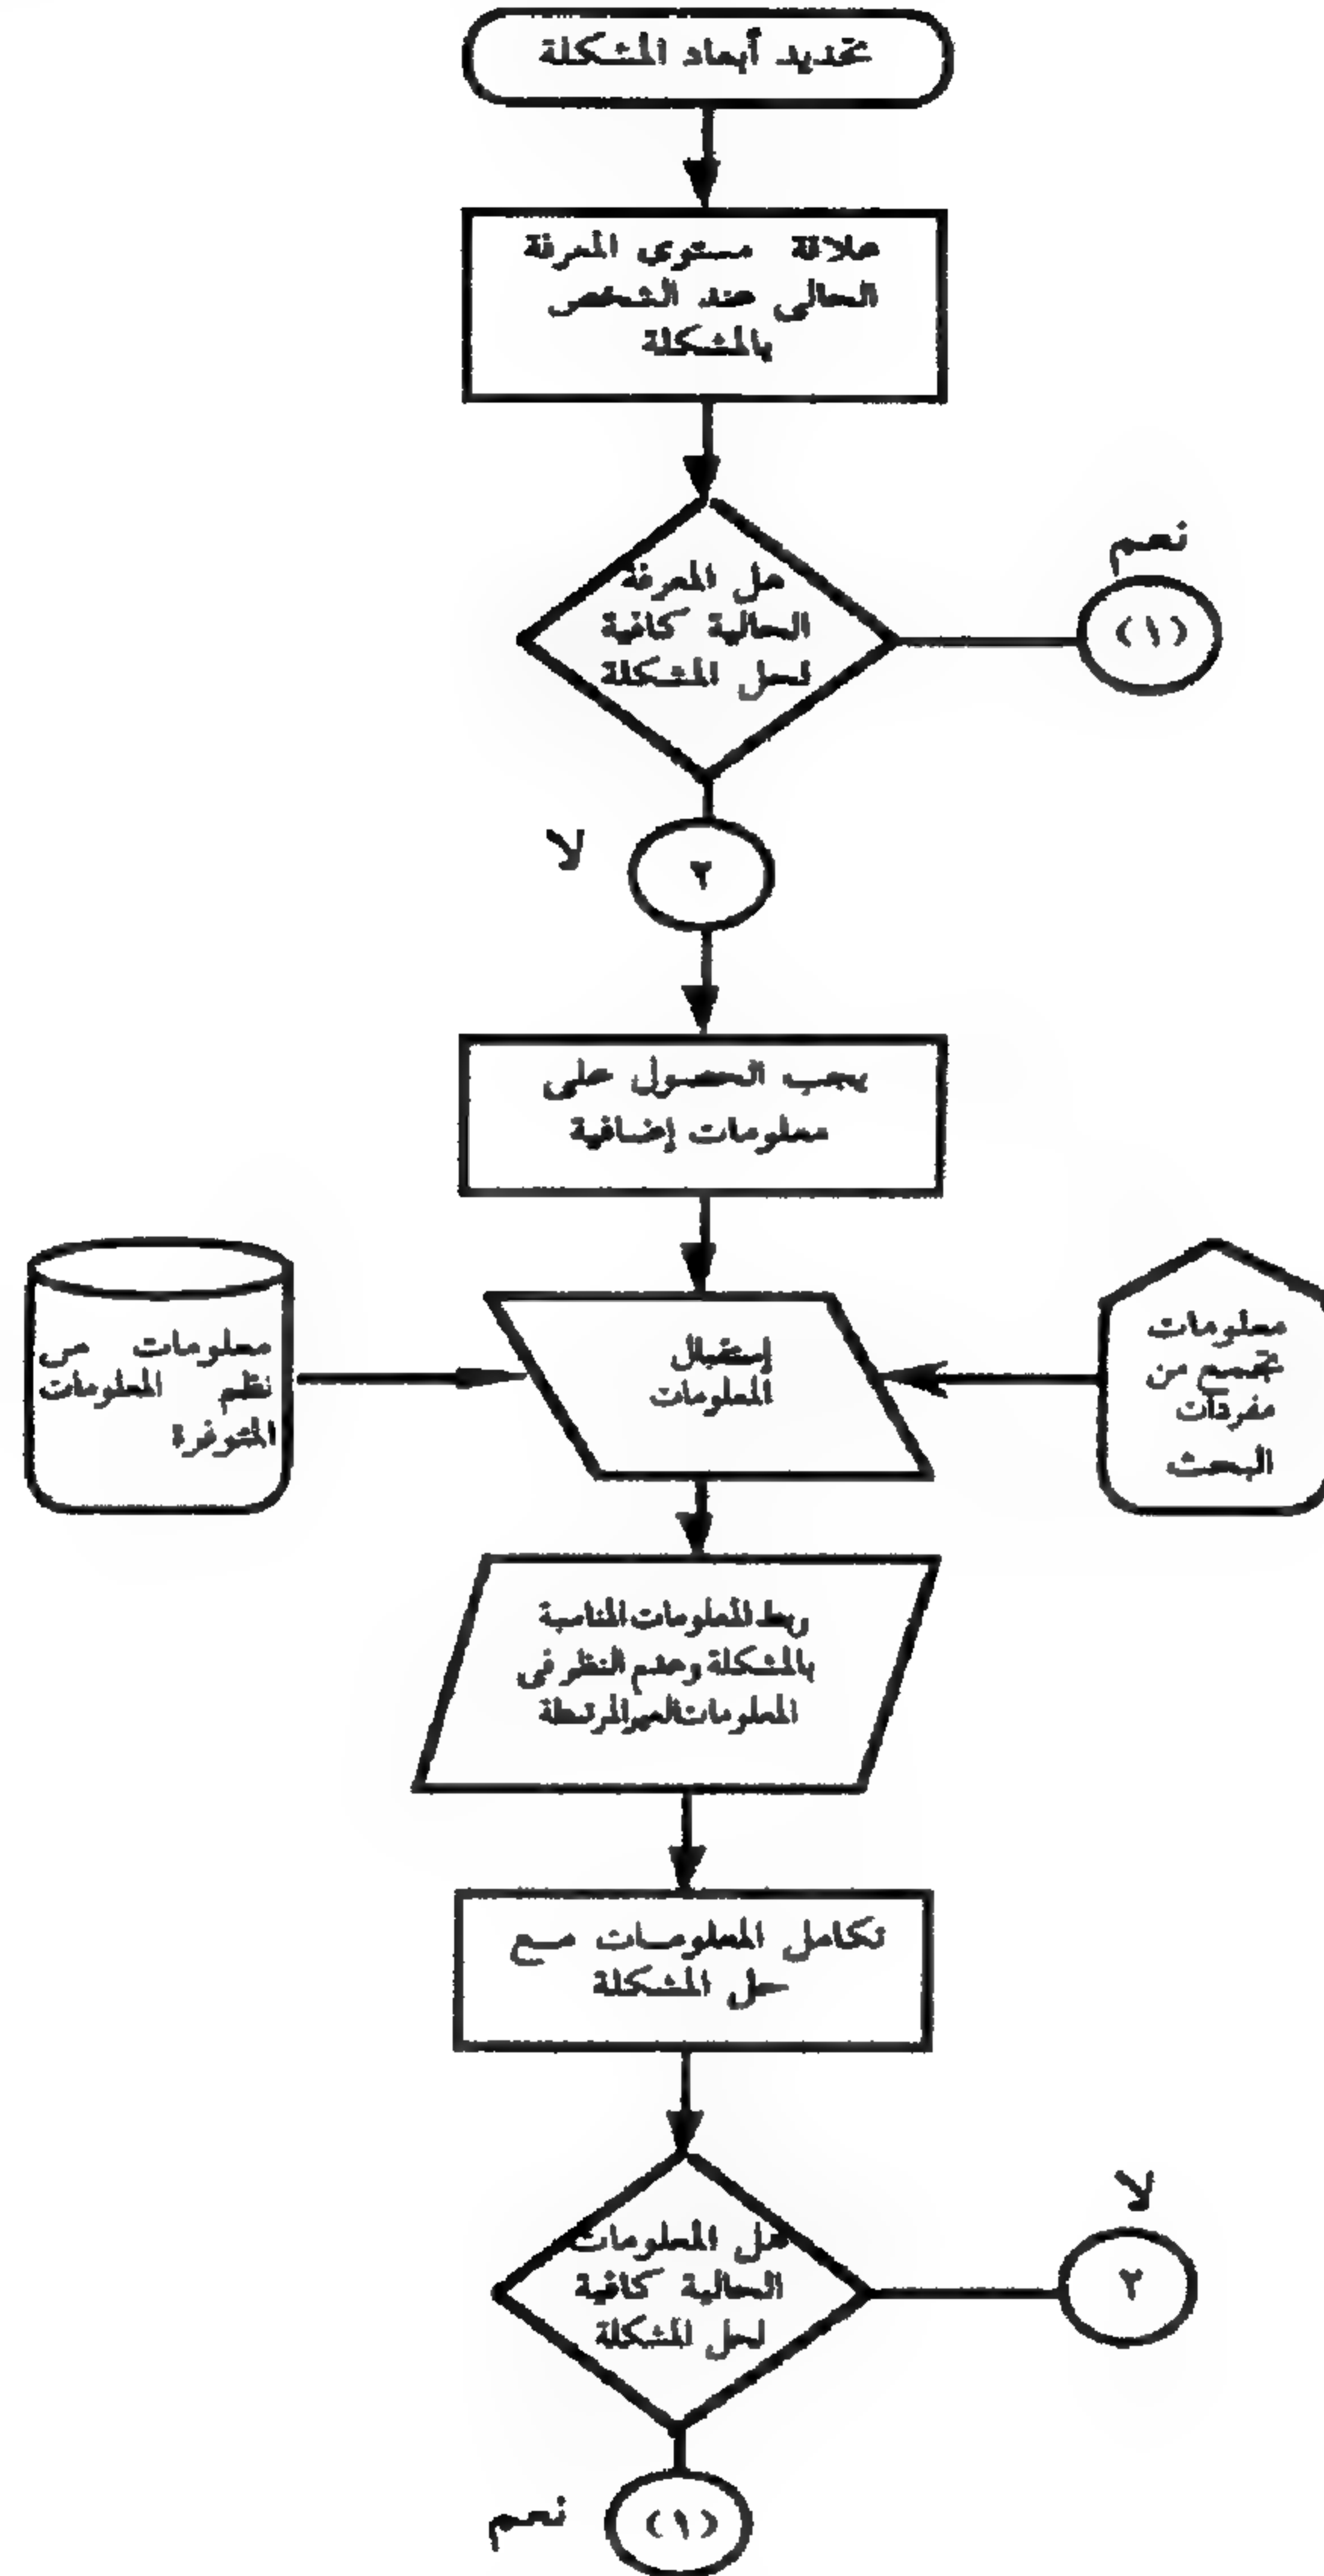 تحديد أبعاد المشكلة
علاقة مستوى المعرفة
الحالى عند الشخص
بالمشكلة
هل المعرفة
الحالية كافية
لحل المشكلة
نعم
(١)
لا
٢
يجب الحصول على
معلومات إضافية
إستقبال
المعلومات
معلومات
تجمع من
مفردات
البحث
معلومات من
نظم المعلومات
المتوفرة
ربط المعلومات المناسبة
بالمشكلة وعدم النظر فى
المعلومات الغير المرتبطة
تكامل المعلومات مع
حل المشكلة
هل المعلومات
الحالية كافية
لحل المشكلة
لا
٢
نعم
(١)